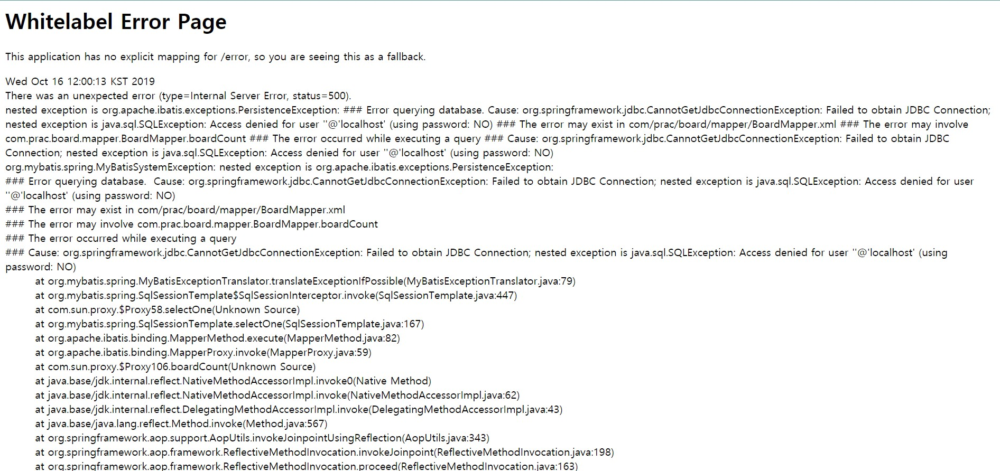 Whitelabel Error Page
This application has no explicit mapping for /error, so you are seeing this as a fallback.
Wed Oct 16 12:00:13 KST 2019
There was an unexpected error (type=Internal Server Error, status=500).
nested exception is org.apache.ibatis.exceptions.PersistenceException: ### Error querying database. Cause: org.springframework.jdbc.CannotGetJdbcConnectionException: Failed to obtain JDBC Connection;
nested exception is java.sql.SQLException: Access denied for user ''@'localhost' (using password: NO) ### The error may exist in com/prac/board/mapper/BoardMapper.xml ### The error may involve
com.prac.board.mapper.BoardMapper.boardCount ### The error occurred while executing a query ### Cause: org.springframework.jdbc.CannotGetJdbcConnectionException: Failed to obtain JDBC
Connection; nested exception is java.sql.SQLException: Access denied for user ''@'localhost' (using password: NO)
org.mybatis.spring.MyBatisSystemException: nested exception is org.apache.ibatis.exceptions.PersistenceException:
### Error querying database.  Cause: org.springframework.jdbc.CannotGetJdbcConnectionException: Failed to obtain JDBC Connection; nested exception is java.sql.SQLException: Access denied for user
''@'localhost' (using password: NO)
### The error may exist in com/prac/board/mapper/BoardMapper.xml
### The error may involve com.prac.board.mapper.BoardMapper.boardCount
### The error occurred while executing a query
### Cause: org.springframework.jdbc.CannotGetJdbcConnectionException: Failed to obtain JDBC Connection; nested exception is java.sql.SQLException: Access denied for user ''@'localhost' (using
password: NO)
at org.mybatis.spring.MyBatisExceptionTranslator.translateExceptionIfPossible(MyBatisExceptionTranslator.java:79)
at org.mybatis.spring.SqlSessionTemplate$SqlSessionInterceptor.invoke(SqlSessionTemplate.java:447)
at com.sun.proxy.$Proxy58.selectOne(Unknown Source)
at org.mybatis.spring.SqlSessionTemplate.selectOne(SqlSessionTemplate.java:167)
at org.apache.ibatis.binding.MapperMethod.execute(MapperMethod.java:82)
at org.apache.ibatis.binding.MapperProxy.invoke(MapperProxy.java:59)
at com.sun.proxy.$Proxy106.boardCount(Unknown Source)
at java.base/jdk.internal.reflect.NativeMethodAccessorImpl.invoke0(Native Method)
at java.base/jdk.internal.reflect.NativeMethodAccessorImpl.invoke(NativeMethodAccessorImpl.java:62)
at java.base/jdk.internal.reflect.DelegatingMethodAccessorImpl.invoke(DelegatingMethodAccessorImpl.java:43)
at java.base/java.lang.reflect.Method.invoke(Method.java:567)
at org.springframework.aop.support.AopUtils.invokeJoinpointUsingReflection(AopUtils.java:343)
at org.springframework.aop.framework.ReflectiveMethodInvocation.invokeJoinpoint(ReflectiveMethodInvocation.java:198)
at org.springframework.aop.framework.ReflectiveMethodInvocation.proceed(ReflectiveMethodInvocation.java:163)